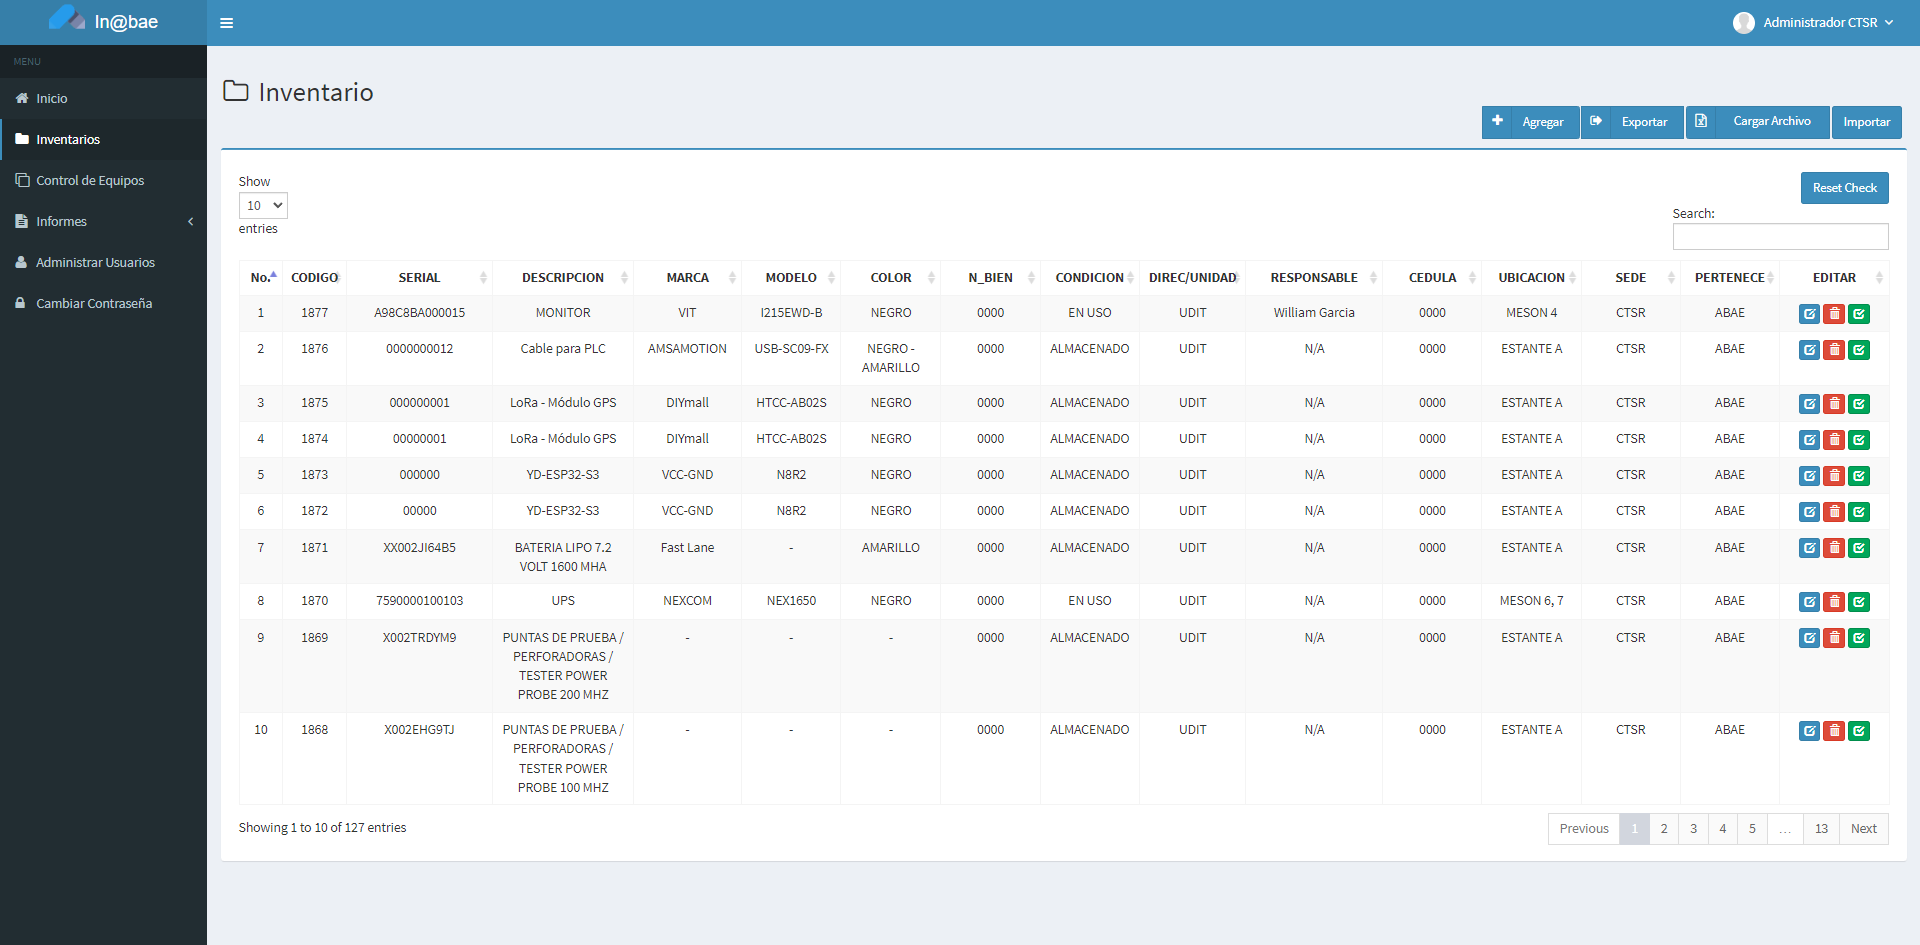 In@bae
Administrador CTSR
MENU
Inicio
Inventarios
Control de Equipos
Informes
Administrar Usuarios
Cambiar Contraseña
Inventario
Agregar Exportar Cargar Archivo Importar
Show
10
entries
Reset Check
Search:
No. CODIGO SERIAL DESCRIPCION MARCA MODELO COLOR N_BIEN CONDICION DIREC/UNIDAD RESPONSABLE CEDULA UBICACION SEDE PERTENECE EDITAR
1 1877 A98C8BA000015 MONITOR VIT I215EWD-B NEGRO 0000 EN USO UDIT William Garcia 0000 MESON 4 CTSR ABAE
2 1876 0000000012 Cable para PLC AMSAMOTION USB-SC09-FX NEGRO - 0000 ALMACENADO UDIT N/A 0000 ESTANTE A CTSR ABAE
AMARILLO
3 1875 000000001 LoRa - Módulo GPS DIYmall HTCC-AB02S NEGRO 0000 ALMACENADO UDIT N/A 0000 ESTANTE A CTSR ABAE
4 1874 00000001 LoRa - Módulo GPS DIYmall HTCC-AB02S NEGRO 0000 ALMACENADO UDIT N/A 0000 ESTANTE A CTSR ABAE
5 1873 000000 YD-ESP32-S3 VCC-GND N8R2 NEGRO 0000 ALMACENADO UDIT N/A 0000 ESTANTE A CTSR ABAE
6 1872 00000 YD-ESP32-S3 VCC-GND N8R2 NEGRO 0000 ALMACENADO UDIT N/A 0000 ESTANTE A CTSR ABAE
7 1871 XX002JI64B5 BATERIA LIPO 7.2 Fast Lane - AMARILLO 0000 ALMACENADO UDIT N/A 0000 ESTANTE A CTSR ABAE
VOLT 1600 MHA
8 1870 7590000100103 UPS NEXCOM NEX1650 NEGRO 0000 EN USO UDIT N/A 0000 MESON 6, 7 CTSR ABAE
9 1869 X002TRDYM9 PUNTAS DE PRUEBA / - - - 0000 ALMACENADO UDIT N/A 0000 ESTANTE A CTSR ABAE
PERFORADORAS /
TESTER POWER
PROBE 200 MHZ
10 1868 X002EHG9TJ PUNTAS DE PRUEBA / - - - 0000 ALMACENADO UDIT N/A 0000 ESTANTE A CTSR ABAE
PERFORADORAS /
TESTER POWER
PROBE 100 MHZ
Showing 1 to 10 of 127 entries
Previous 1 2 3 4 5 ... 13 Next